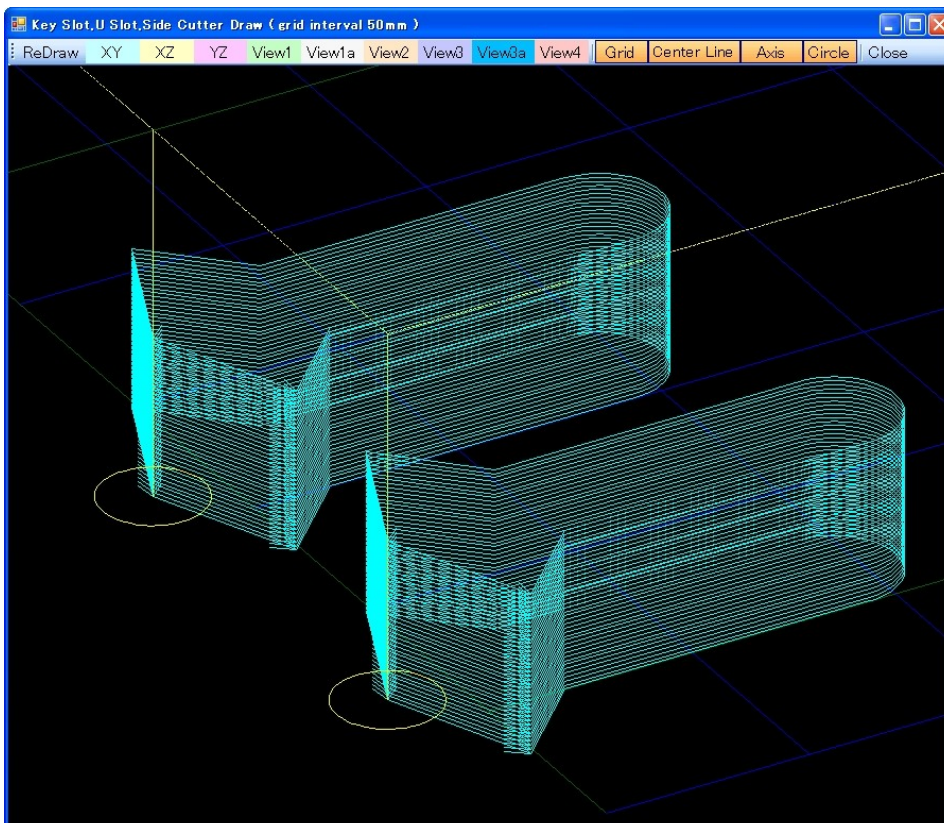 Key Slot,U Slot,Side Cutter Draw ( grid interval 50mm )
ReDraw XY XZ YZ View1 View1a View2 View3 View3a View4 Grid Center Line Axis Circle Close